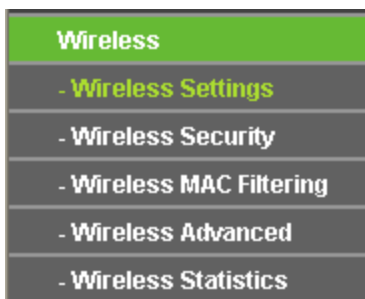 Wireless
- Wireless Settings
- Wireless Security
- Wireless MAC Filtering
- Wireless Advanced
- Wireless Statistics